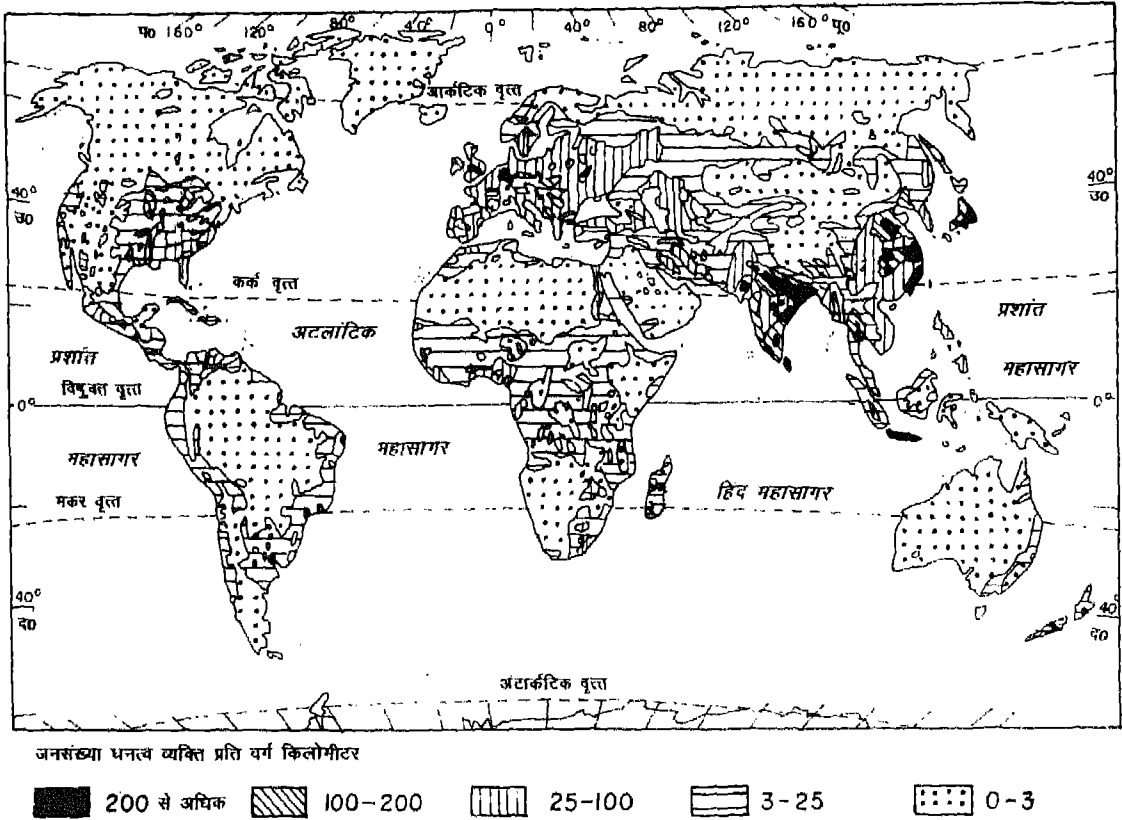 प० 160° 120° 80° 40° 0° 40° 80° 120° 160° पू०
आर्कटिक वृत्त
40° उ०
40° उ०
कर्क वृत्त
अटलांटिक
प्रशांत
प्रशांत
महासागर
विषुवत वृत्त
0°
0°
महासागर
महासागर
हिंद महासागर
मकर वृत्त
40° द०
40° द०
अंटार्कटिक वृत्त
जनसंख्या धनत्व व्यक्ति प्रति वर्ग किलोमीटर
200 से अधिक 100-200 25-100 3-25 0-3